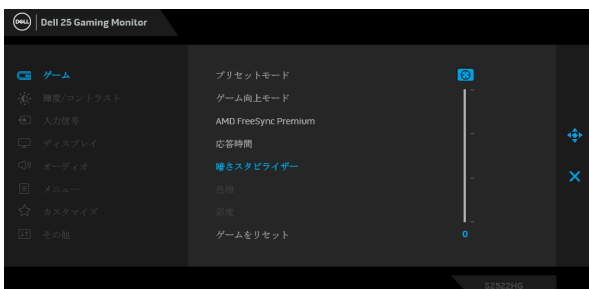 DELL
Dell 25 Gaming Monitor
ゲーム
輝度/コントラスト
入力信号
ディスプレイ
オーディオ
メニュー
カスタマイズ
その他
プリセットモード
ゲーム向上モード
AMD FreeSync Premium
応答時間
暗さスタビライザー
色相
彩度
ゲームをリセット
0
S2522HG